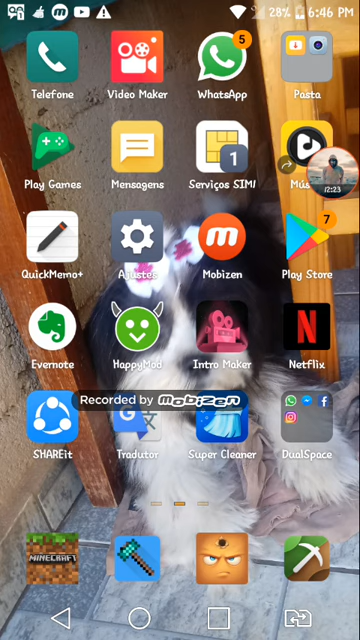 28% 6:46 PM
5
Telefone Video Maker WhatsApp Pasta
1
Play Games Mensagens Serviços SIM1 Mús
12:23
7
QuickMemo+ Ajustes Mobizen Play Store
Evernote HappyMod Intro Maker Netflix
NETFLIX
Recorded by mobizen
SHAREit Tradutor Super Cleaner DualSpace
MINECRAFT